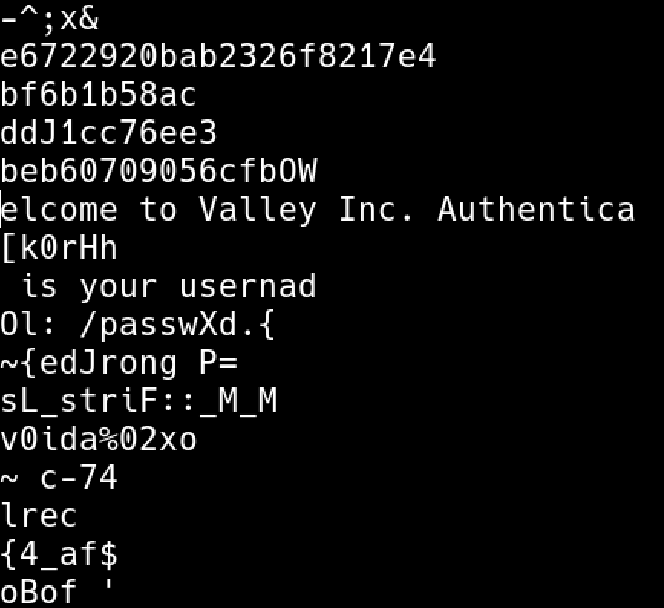 -^;x&
e6722920bab2326f8217e4
bf6b1b58ac
ddJ1cc76ee3
beb60709056cfbOW
elcome to Valley Inc. Authentica
[k0rHh
 is your usernad
Ol: /passwXd.{
~{edJrong P=
sL_striF::_M_M
v0ida%02xo
~ c-74
lrec
{4_af$
oBof '